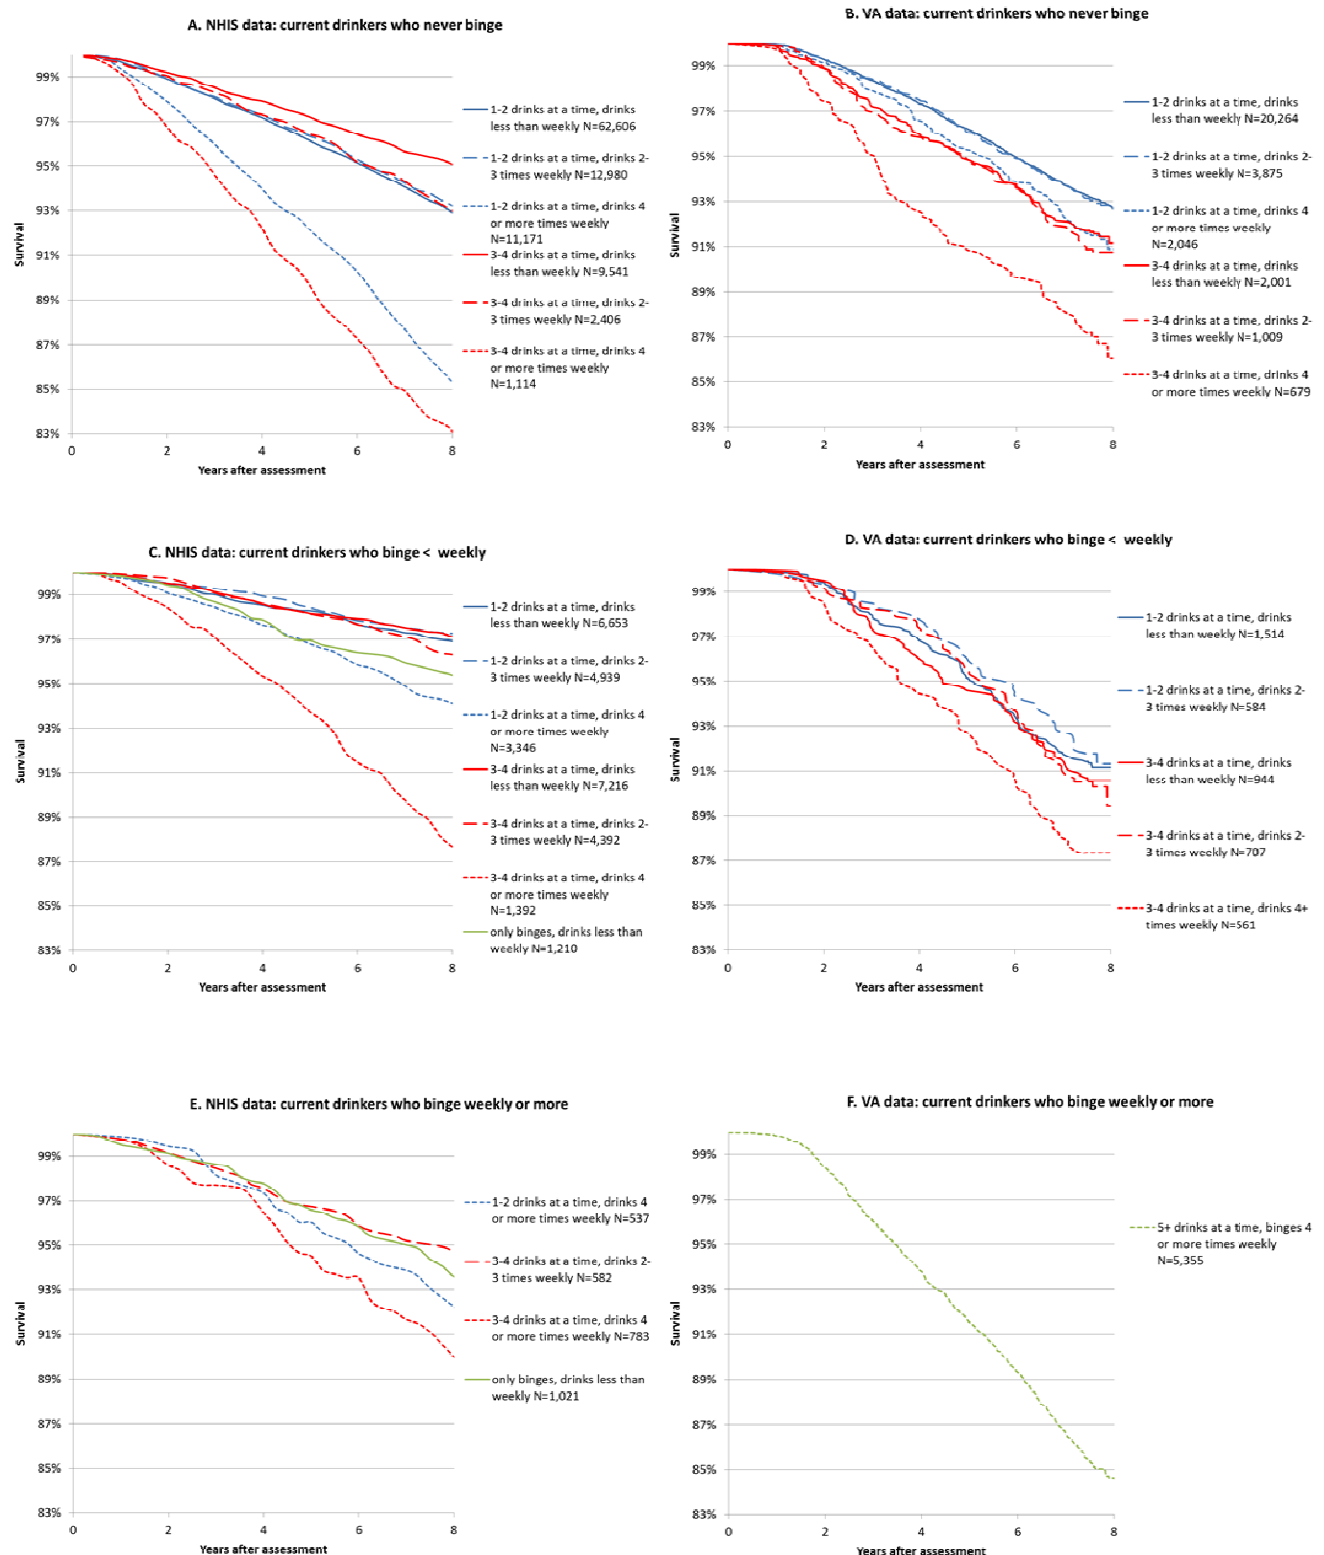 A. NHIS data: current drinkers who never binge
99%
97%
95%
93%
91%
89%
87%
85%
83%
Survival
0
2
4
6
8
Years after assessment
1-2 drinks at a time, drinks
less than weekly N=62,606
1-2 drinks at a time, drinks 2-
3 times weekly N=12,980
1-2 drinks at a time, drinks 4
or more times weekly
N=11,171
3-4 drinks at a time, drinks
less than weekly N=9,541
3-4 drinks at a time, drinks 2-
3 times weekly N=2,406
3-4 drinks at a time, drinks 4
or more times weekly
N=1,114
B. VA data: current drinkers who never binge
99%
97%
95%
93%
91%
89%
87%
85%
83%
Survival
0
2
4
6
8
Years after assessment
1-2 drinks at a time, drinks
less than weekly N=20,264
1-2 drinks at a time, drinks 2-
3 times weekly N=3,875
1-2 drinks at a time, drinks 4
or more times weekly
N=2,046
3-4 drinks at a time, drinks
less than weekly N=2,001
3-4 drinks at a time, drinks 2-
3 times weekly N=1,009
3-4 drinks at a time, drinks 4
or more times weekly N=679
C. NHIS data: current drinkers who binge < weekly
99%
97%
95%
93%
91%
89%
87%
85%
83%
Survival
0
2
4
6
8
Years after assessment
1-2 drinks at a time, drinks
less than weekly N=6,653
1-2 drinks at a time, drinks 2-
3 times weekly N=4,939
1-2 drinks at a time, drinks 4
or more times weekly
N=3,346
3-4 drinks at a time, drinks
less than weekly N=7,216
3-4 drinks at a time, drinks 2-
3 times weekly N=4,392
3-4 drinks at a time, drinks 4
or more times weekly
N=1,392
only binges, drinks less than
weekly N=1,210
D. VA data: current drinkers who binge < weekly
99%
97%
95%
93%
91%
89%
87%
85%
83%
Survival
0
2
4
6
8
Years after assessment
1-2 drinks at a time, drinks
less than weekly N=1,514
1-2 drinks at a time, drinks 2-
3 times weekly N=584
3-4 drinks at a time, drinks
less than weekly N=944
3-4 drinks at a time, drinks 2-
3 times weekly N=707
3-4 drinks at a time, drinks 4+
times weekly N=561
E. NHIS data: current drinkers who binge weekly or more
99%
97%
95%
93%
91%
89%
87%
85%
83%
Survival
0
2
4
6
8
Years after assessment
1-2 drinks at a time, drinks 4
or more times weekly N=537
3-4 drinks at a time, drinks 2-
3 times weekly N=582
3-4 drinks at a time, drinks 4
or more times weekly N=783
only binges, drinks less than
weekly N=1,021
F. VA data: current drinkers who binge weekly or more
99%
97%
95%
93%
91%
89%
87%
85%
83%
Survival
0
2
4
6
8
Years after assessment
5+ drinks at a time, binges 4
or more times weekly
N=5,355